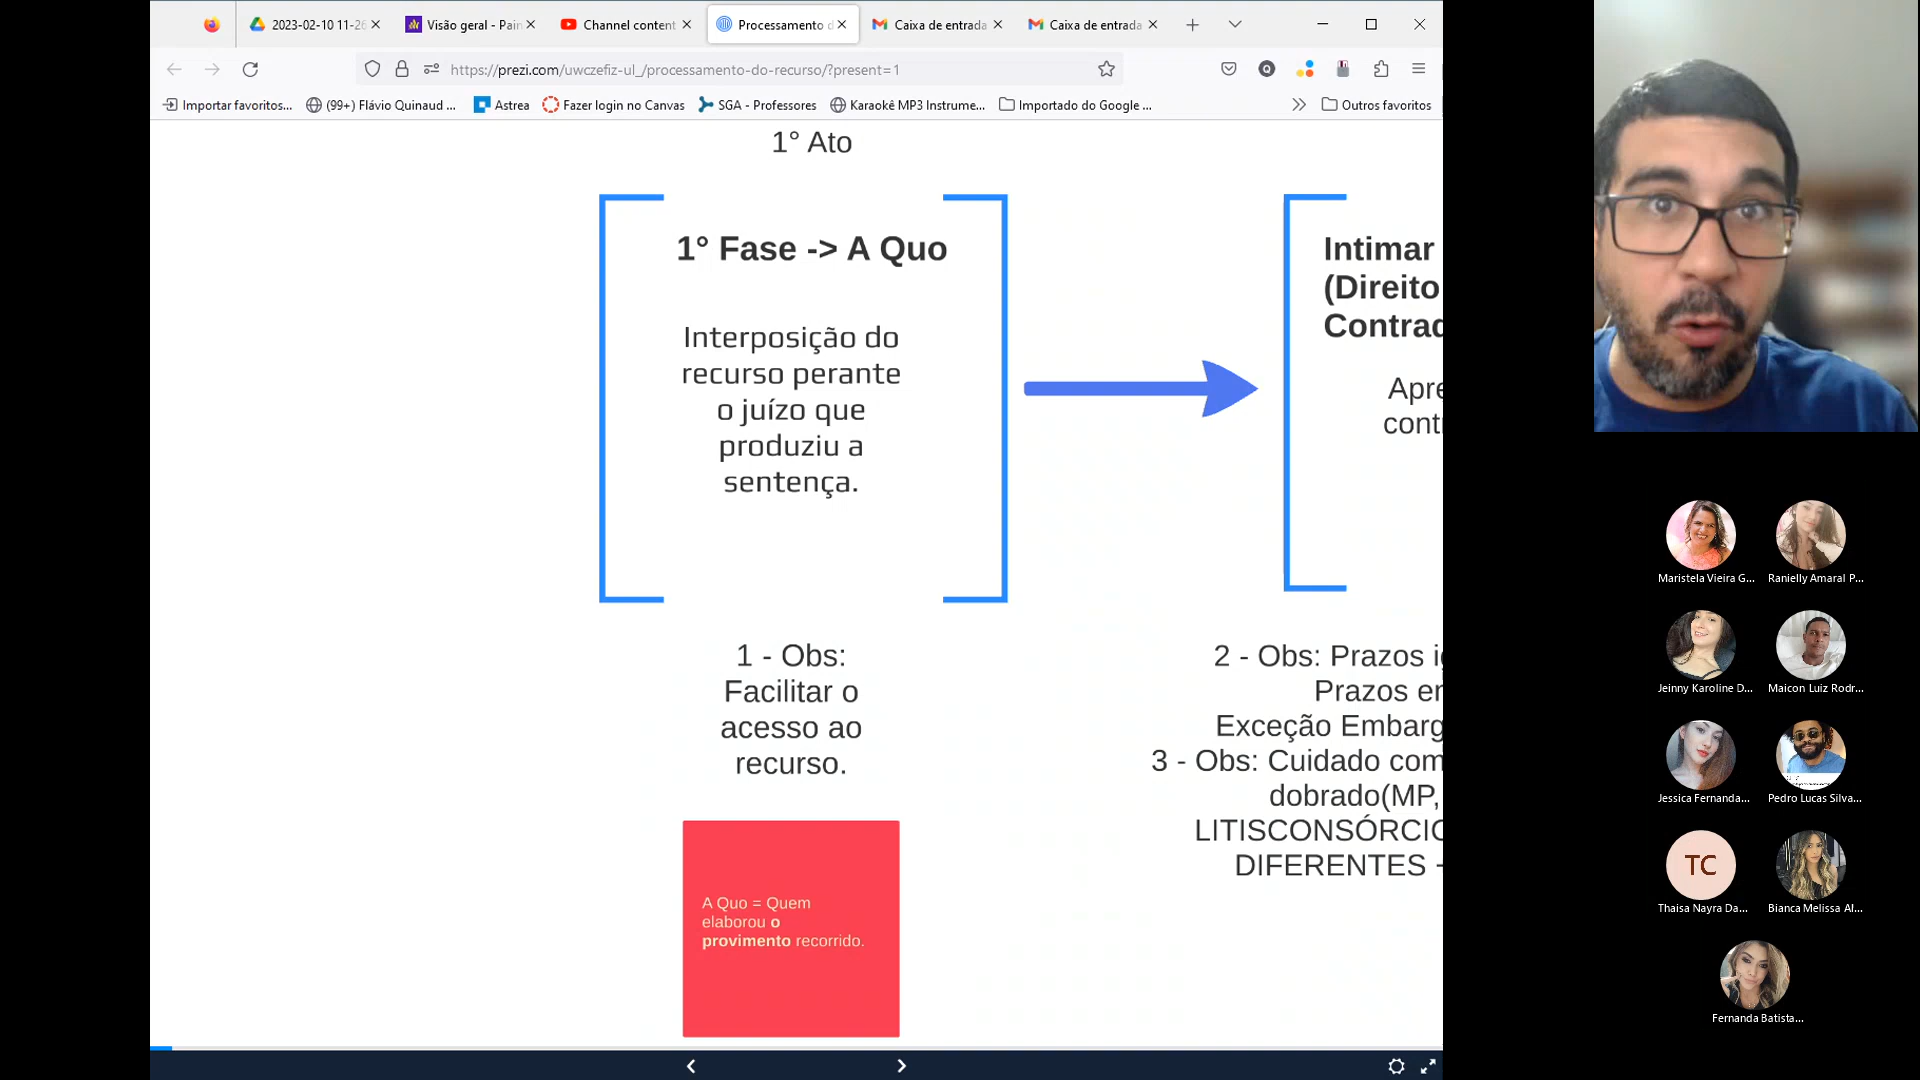 2023-02-10 11-26
Visão geral - Pain
Channel content
Processamento d
Caixa de entrada
Caixa de entrada
https://prezi.com/uwczefiz-ul_/processamento-do-recurso/?present=1
Importar favoritos...
(99+) Flávio Quinaud ...
Astrea
Fazer login no Canvas
SGA - Professores
Karaokê MP3 Instrume...
Importado do Google ...
Outros favoritos
1° Ato
1° Fase -> A Quo
Interposição do
recurso perante
o juízo que
produziu a
sentença.
Intimar
(Direito
Contrad
Apre
cont
1 - Obs:
Facilitar o
acesso ao
recurso.
2 - Obs: Prazos ig
Prazos em
Exceção Embarg
3 - Obs: Cuidado com
dobrado(MP,
LITISCONSÓRCIO
DIFERENTES -
A Quo = Quem
elaborou o
provimento recorrido.
Maristela Vieira G...
Ranielly Amaral P...
Jeinny Karoline D...
Maicon Luiz Rodr...
Jessica Fernanda...
Pedro Lucas Silva...
TC
Thaisa Nayra Da...
Bianca Melissa Al...
Fernanda Batista...